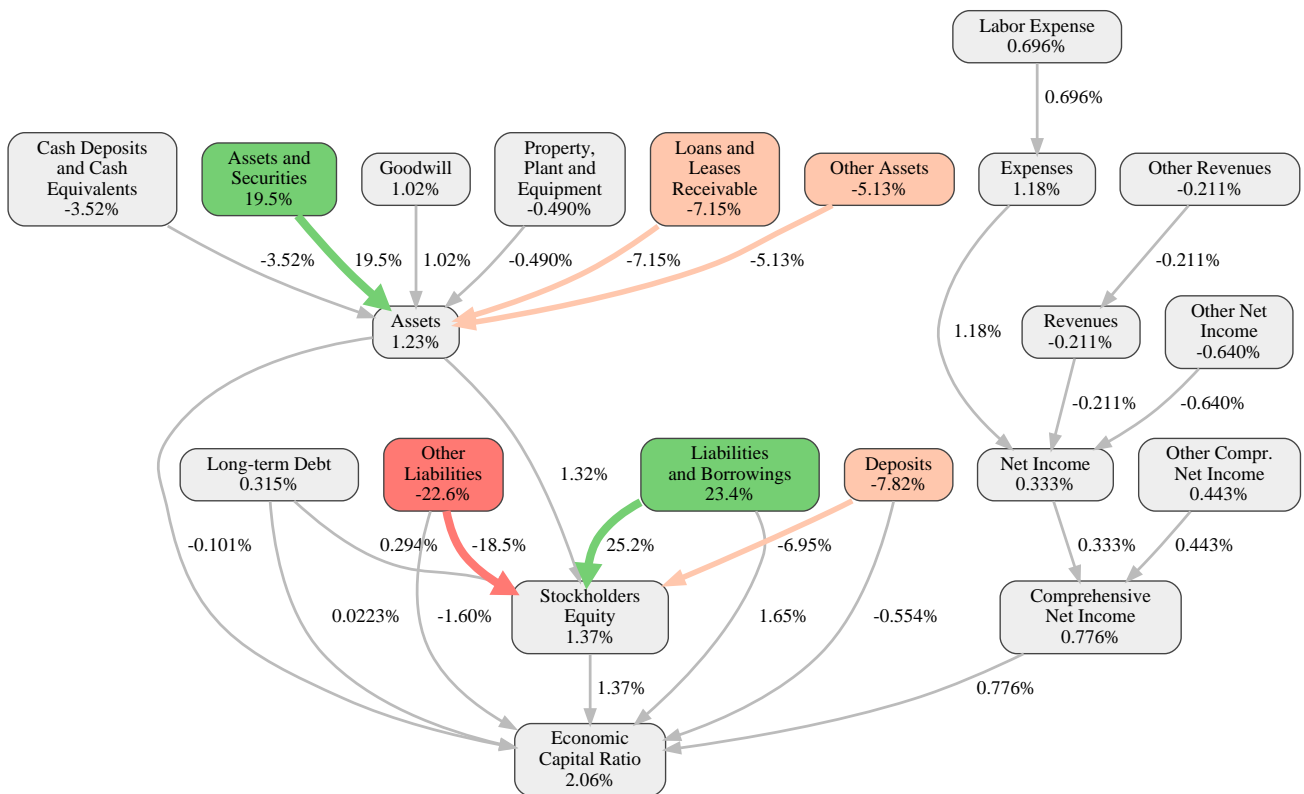 Labor Expense
0.696%
0.696%
Cash Deposits
and Cash
Equivalents
-3.52%
Assets and
Securities
19.5%
Goodwill
1.02%
Property,
Plant and
Equipment
-0.490%
Loans and
Leases
Receivable
-7.15%
Other Assets
-5.13%
Expenses
1.18%
Other Revenues
-0.211%
-3.52%
19.5%
1.02%
-0.490%
-7.15%
-5.13%
-0.211%
Assets
1.23%
1.18%
Revenues
-0.211%
Other Net
Income
-0.640%
-0.211%
-0.640%
Long-term Debt
0.315%
Other
Liabilities
-22.6%
1.32%
Liabilities
and Borrowings
23.4%
Deposits
-7.82%
Net Income
0.333%
Other Compr.
Net Income
0.443%
-0.101%
0.294%
-18.5%
25.2%
-6.95%
0.333%
0.443%
0.0223%
-1.60%
Stockholders
Equity
1.37%
1.65%
-0.554%
Comprehensive
Net Income
0.776%
1.37%
0.776%
Economic
Capital Ratio
2.06%